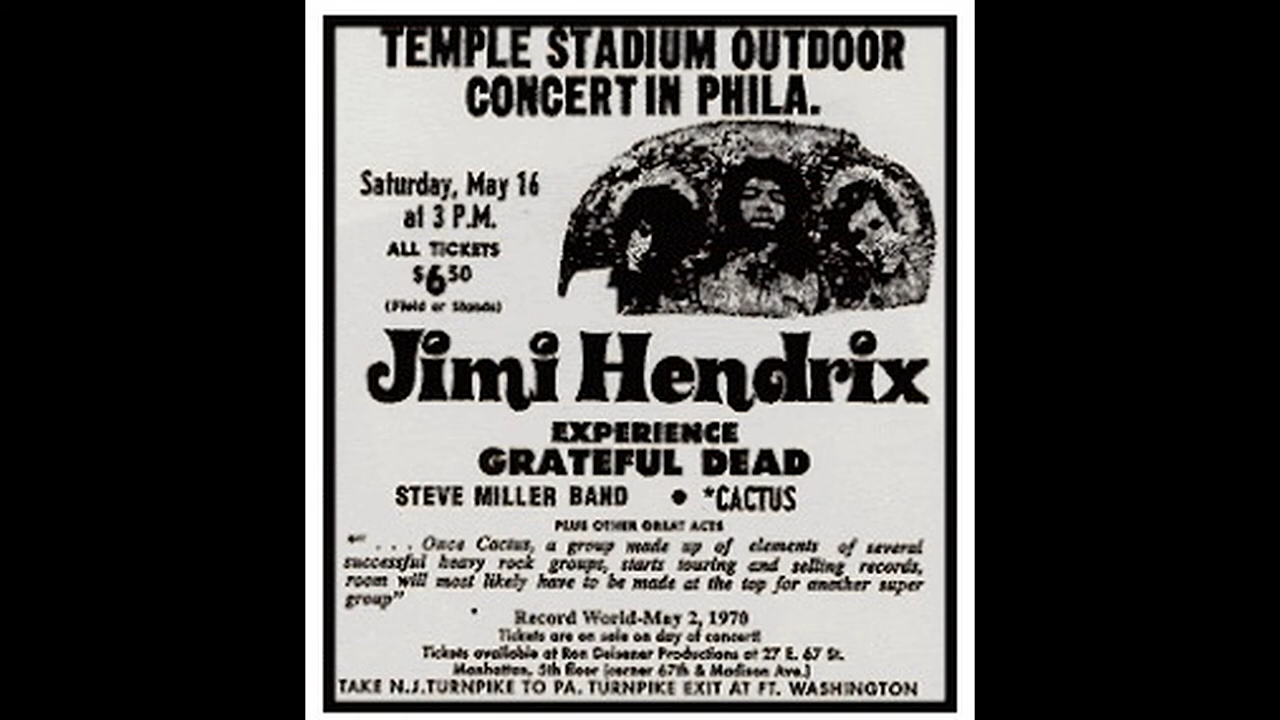 TEMPLE STADIUM OUTDOOR
CONCERT IN PHILA.
Saturday, May 16
at 3 P.M.
ALL TICKETS
$6.50
(Field or Stands)
Jimi Hendrix
EXPERIENCE
GRATEFUL DEAD
STEVE MILLER BAND • *CACTUS
PLUS OTHER GREAT ACTS
*" . . . Once Cactus, a group made up of elements of several
successful heavy rock groups, starts touring and selling records,
room will most likely have to be made at the top for another super
group"
Record World-May 2, 1970
Tickets are on sale on day of concert!
Tickets available at Ron Productions at 27 E. 67 St.
Manhattan, 5th floor (corner 67th & Madison Ave.)
TAKE N.J. TURNPIKE TO PA. TURNPIKE EXIT AT FT. WASHINGTON